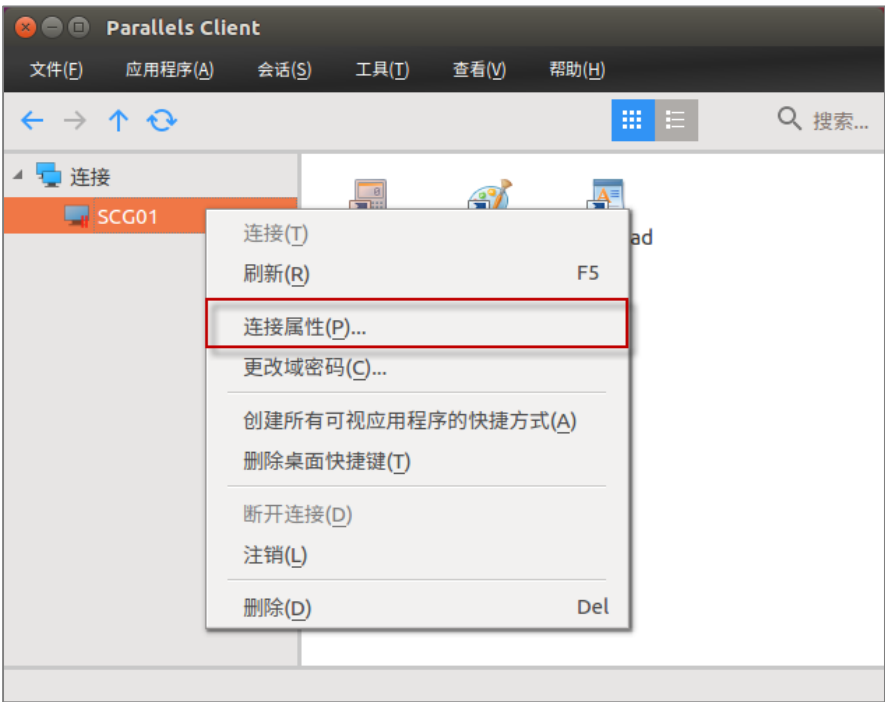 Parallels Client
文件(F) 应用程序(A) 会话(S) 工具(T) 查看(V) 帮助(H)
搜索...
连接
SCG01
ad
连接(T)
刷新(R) F5
连接属性(P)...
更改域密码(C)...
创建所有可视应用程序的快捷方式(A)
删除桌面快捷键(T)
断开连接(D)
注销(L)
删除(D) Del